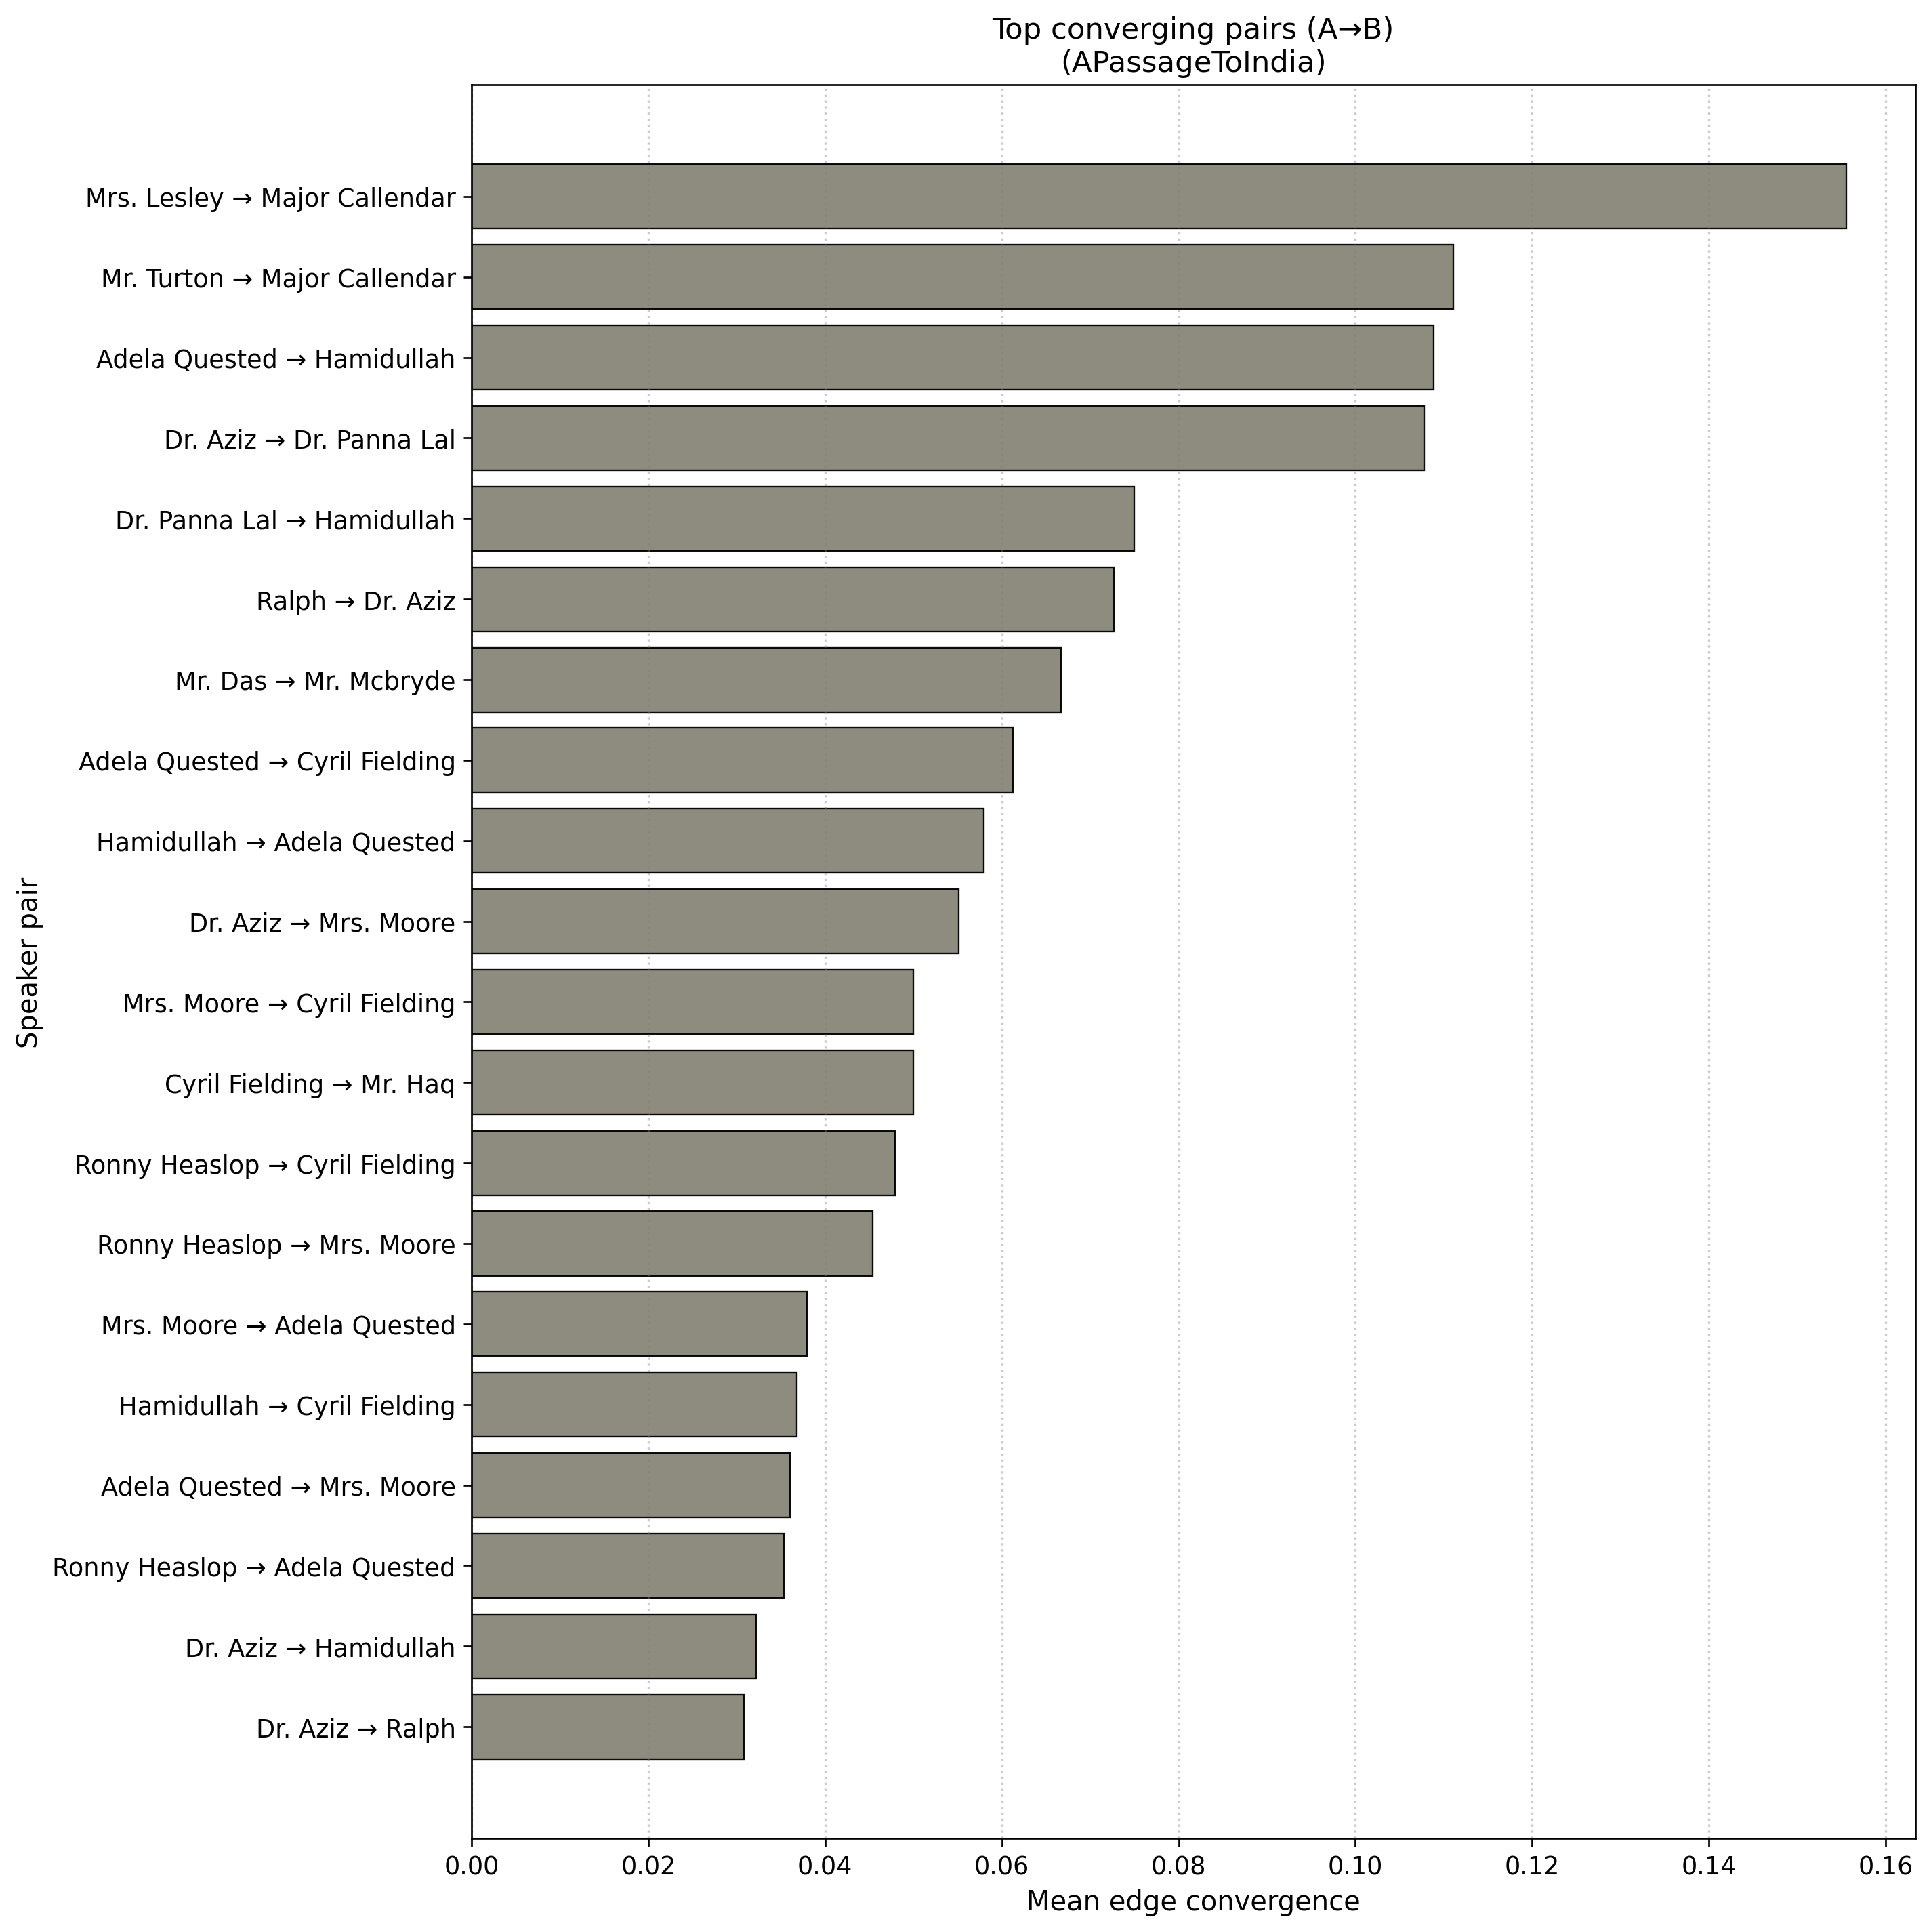 Top converging pairs (A→B)
(APassageToIndia)
Mrs. Lesley → Major Callendar
Mr. Turton → Major Callendar
Adela Quested → Hamidullah
Dr. Aziz → Dr. Panna Lal
Dr. Panna Lal → Hamidullah
Ralph → Dr. Aziz
Mr. Das → Mr. Mcbryde
Adela Quested → Cyril Fielding
Hamidullah → Adela Quested
Dr. Aziz → Mrs. Moore
Mrs. Moore → Cyril Fielding
Cyril Fielding → Mr. Haq
Ronny Heaslop → Cyril Fielding
Ronny Heaslop → Mrs. Moore
Mrs. Moore → Adela Quested
Hamidullah → Cyril Fielding
Adela Quested → Mrs. Moore
Ronny Heaslop → Adela Quested
Dr. Aziz → Hamidullah
Dr. Aziz → Ralph
Speaker pair
0.00 0.02 0.04 0.06 0.08 0.10 0.12 0.14 0.16
Mean edge convergence